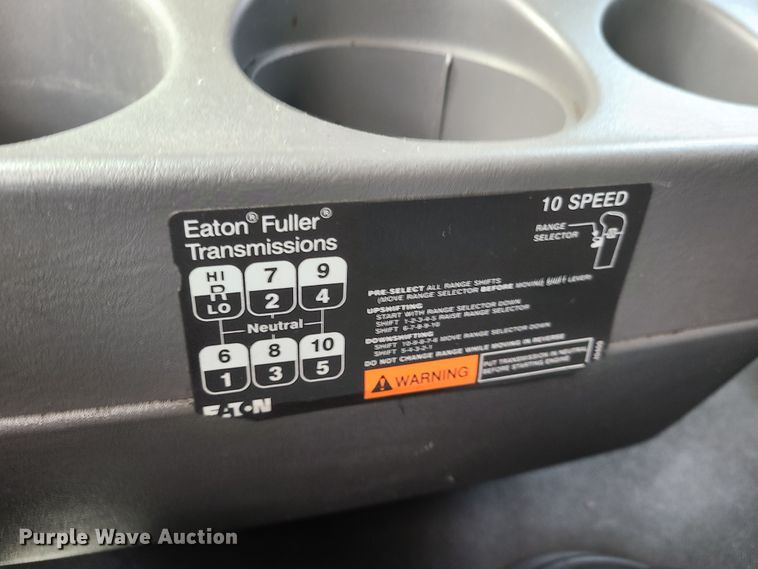 Eaton® Fuller®
Transmissions
10 SPEED
RANGE
SELECTOR
HI 7 9
R
LO 2 4
Neutral
6 8 10
1 3 5
EATON
PRE-SELECT ALL RANGE SHIFTS
(MOVE RANGE SELECTOR BEFORE MOVING SHIFT LEVER)
UPSHIFTING
START WITH RANGE SELECTOR DOWN
SHIFT 1-2-3-4-5 RAISE RANGE SELECTOR
SHIFT 6-7-8-9-10
DOWNSHIFTING
SHIFT 10-9-8-7-6 MOVE RANGE SELECTOR DOWN
SHIFT 5-4-3-2-1
DO NOT CHANGE RANGE WHILE MOVING IN REVERSE
WARNING
PUT TRANSMISSION IN NEUTRAL
BEFORE STARTING ENGINE
Purple Wave Auction